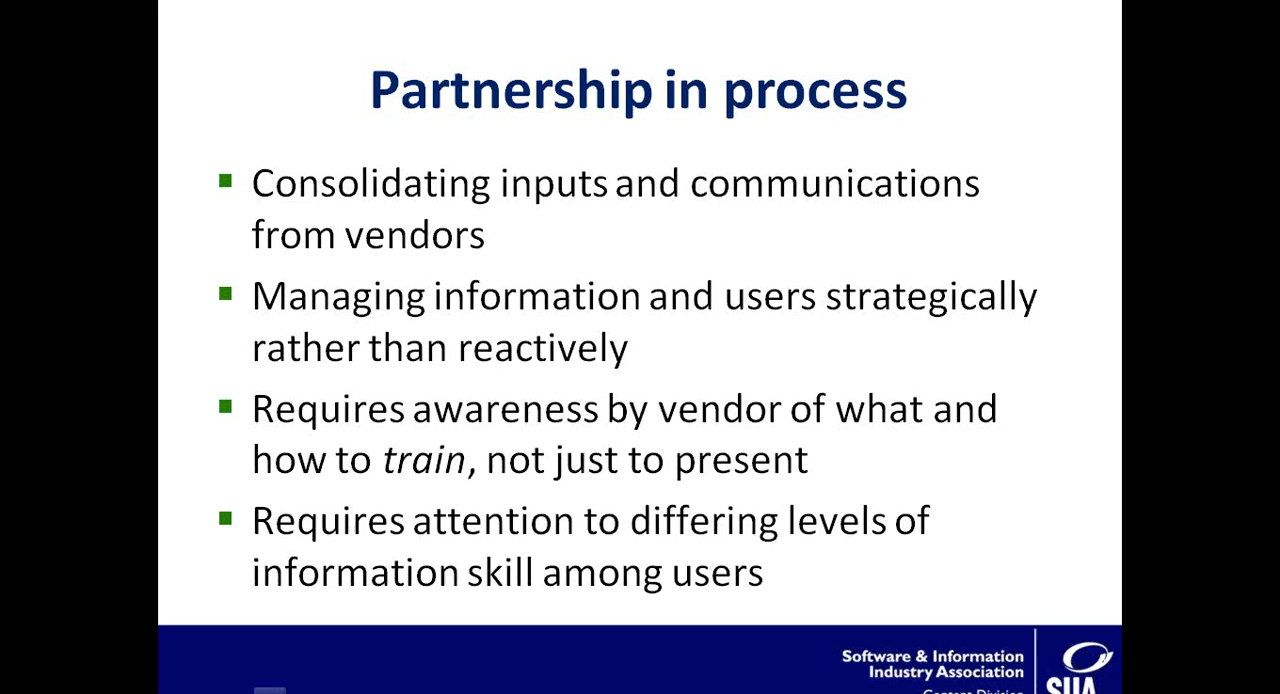 Partnership in process
Consolidating inputs and communications
from vendors
Managing information and users strategically
rather than reactively
Requires awareness by vendor of what and
how to train, not just to present
Requires attention to differing levels of
information skill among users
Software & Information
Industry Association
Content Division
SIIA